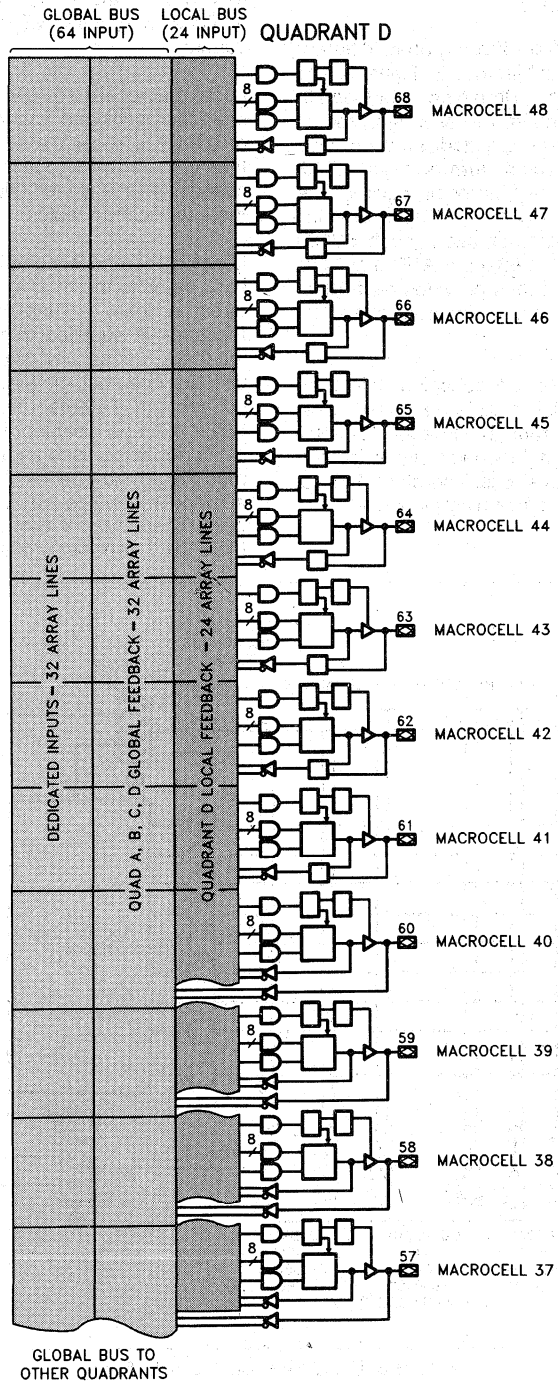 GLOBAL BUS
(64 INPUT)
LOCAL BUS
(24 INPUT)
QUADRANT D
8
68
MACROCELL 48
8
67
MACROCELL 47
8
66
MACROCELL 46
8
65
MACROCELL 45
8
64
MACROCELL 44
8
63
MACROCELL 43
8
62
MACROCELL 42
8
61
MACROCELL 41
8
60
MACROCELL 40
8
59
MACROCELL 39
8
58
MACROCELL 38
8
57
MACROCELL 37
DEDICATED INPUTS – 32 ARRAY LINES
QUAD A, B, C, D GLOBAL FEEDBACK – 32 ARRAY LINES
QUADRANT D LOCAL FEEDBACK – 24 ARRAY LINES
GLOBAL BUS TO
OTHER QUADRANTS